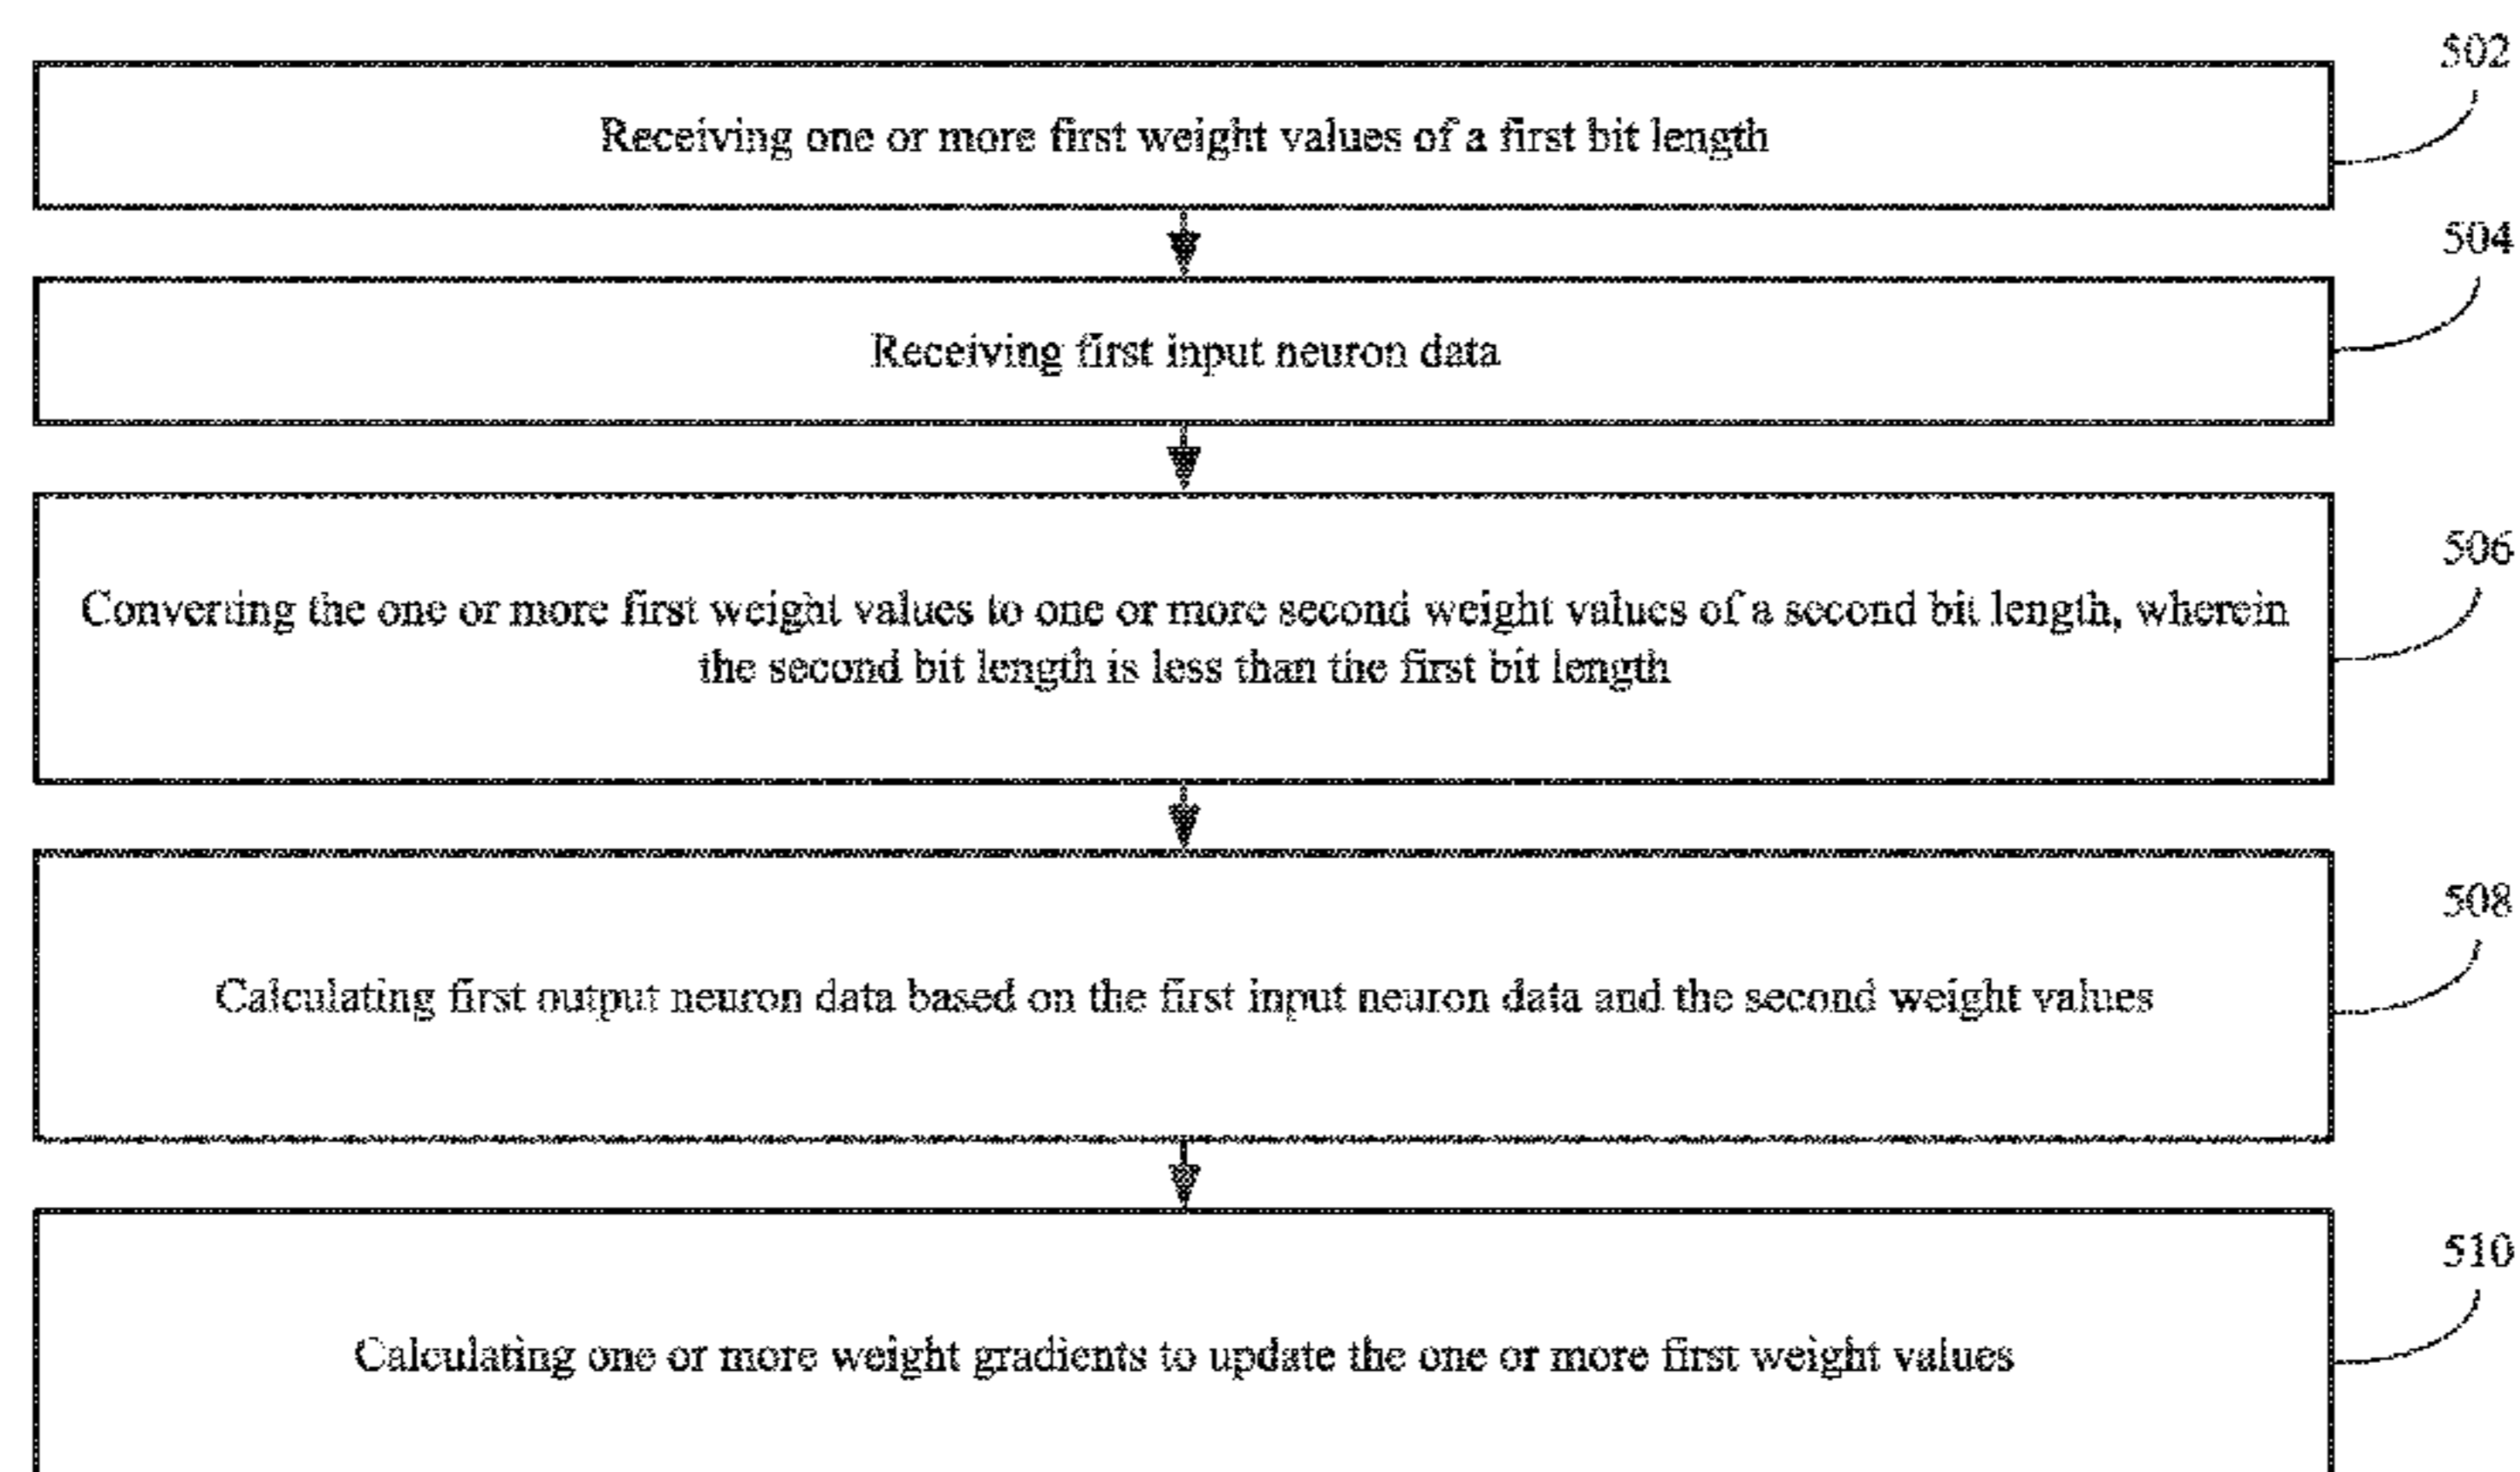 502
Receiving one or more first weight values of a first bit length
504
Receiving first input neuron data
506
Converting the one or more first weight values to one or more second weight values of a second bit length, wherein
the second bit length is less than the first bit length
508
Calculating first output neuron data based on the first input neuron data and the second weight values
510
Calculating one or more weight gradients to update the one or more first weight values